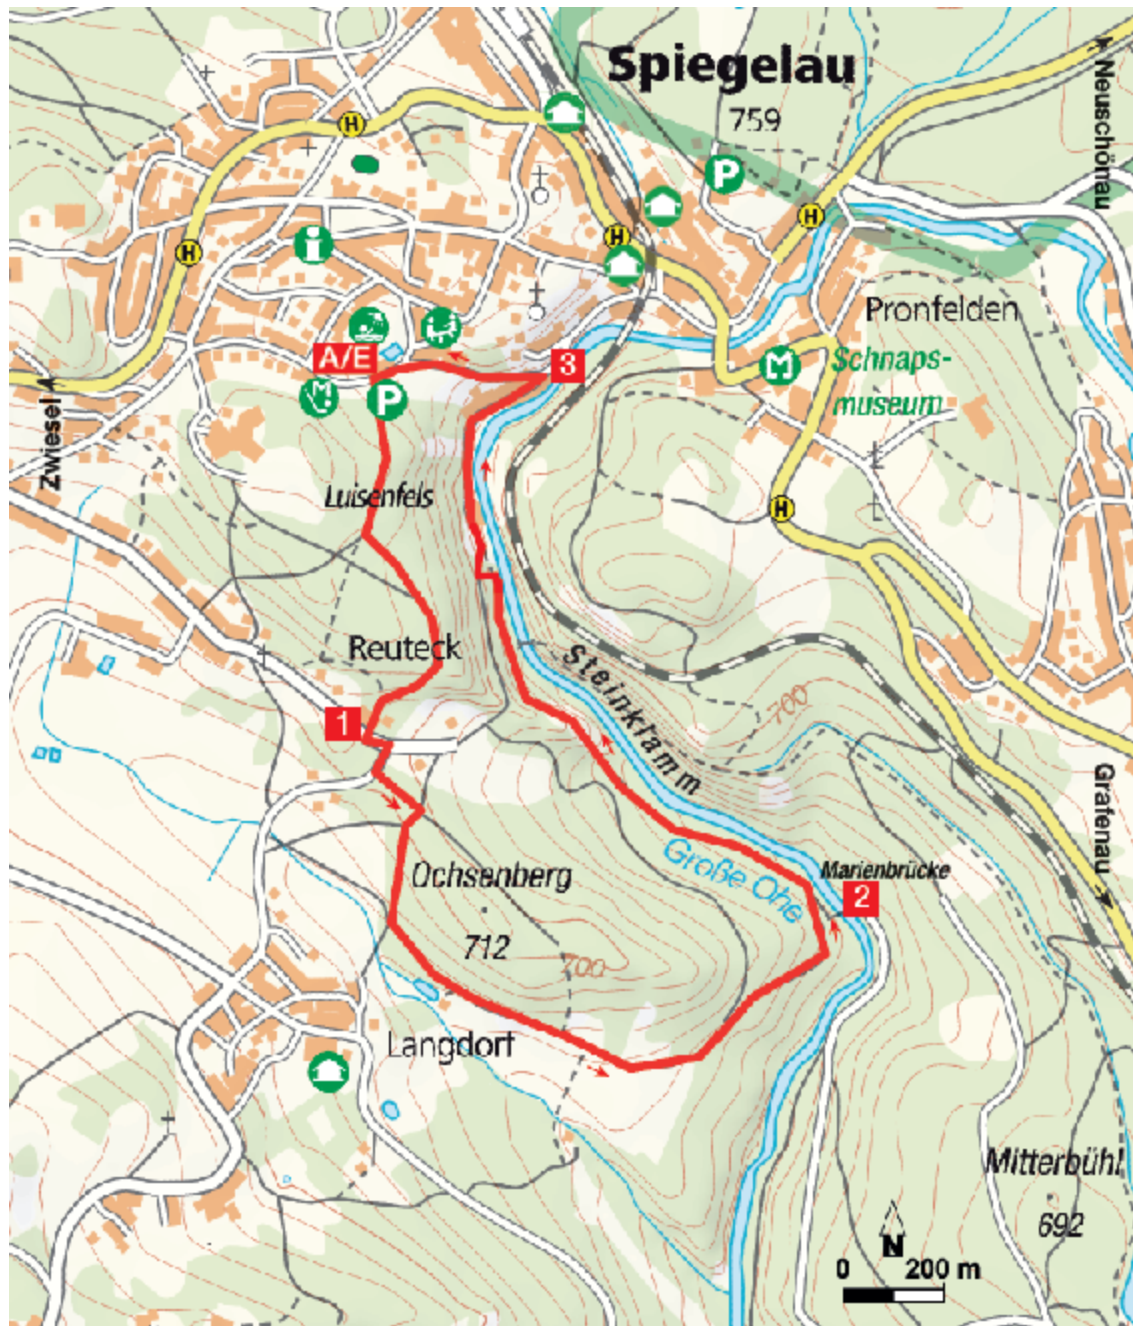 Spiegelau
759
Neuschönau
H
H
P
H
H
i
H
Pronfelden
Schnaps-
museum
M
A/E
3
M
P
Zwiesel
Luisenfels
H
Reuteck
Steinklamm
700
1
Grafenau
Ochsenberg
712
700
Große Ohe
Marienbrücke
2
Langdorf
Mitterbühl
692
N
0 200 m